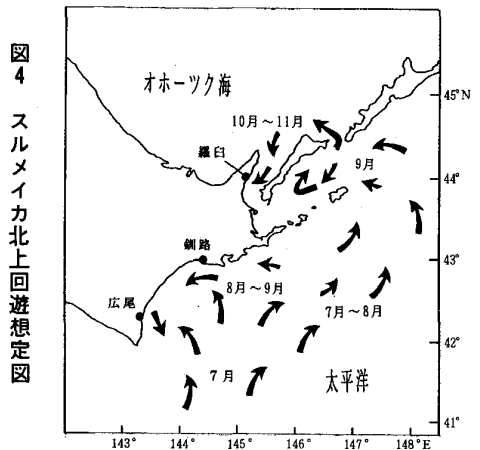 図4 スルメイカ北上回遊想定図
オホーツク海
10月～11月
羅臼
9月
釧路
8月～9月
広尾
7月～8月
7月
太平洋
45°N
44°
43°
42°
41°
143° 144° 145° 146° 147° 148°E